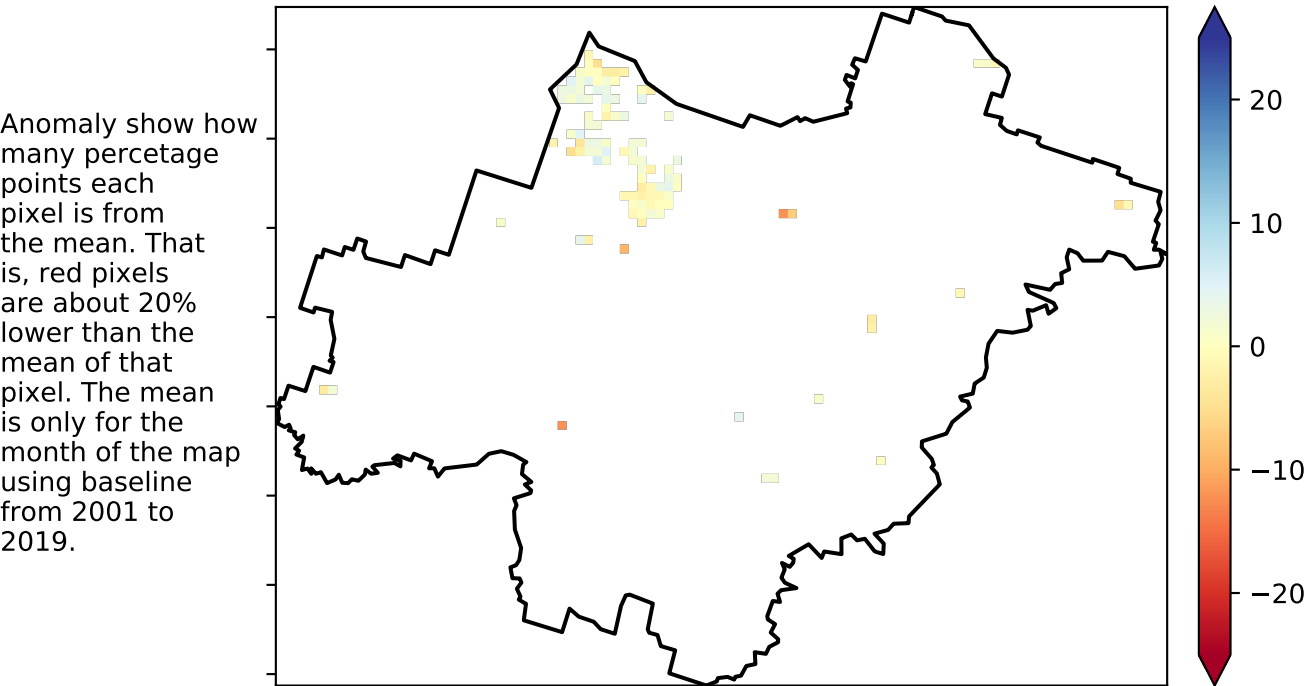 Anomaly show how
many percetage
points each
pixel is from
the mean. That
is, red pixels
are about 20%
lower than the
mean of that
pixel. The mean
is only for the
month of the map
using baseline
from 2001 to
2019.
20
10
0
−10
−20